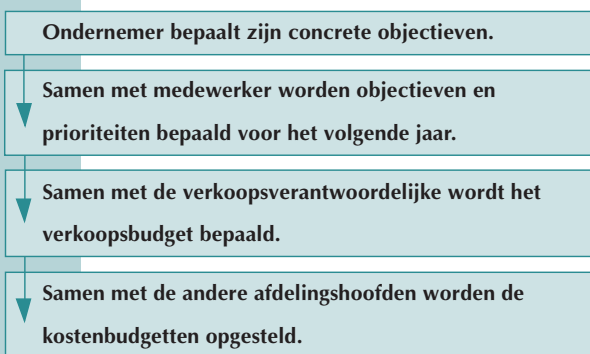 Ondernemer bepaalt zijn concrete objectieven.
Samen met medewerker worden objectieven en
prioriteiten bepaald voor het volgende jaar.
Samen met de verkoopsverantwoordelijke wordt het
verkoopsbudget bepaald.
Samen met de andere afdelingshoofden worden de
kostenbudgetten opgesteld.